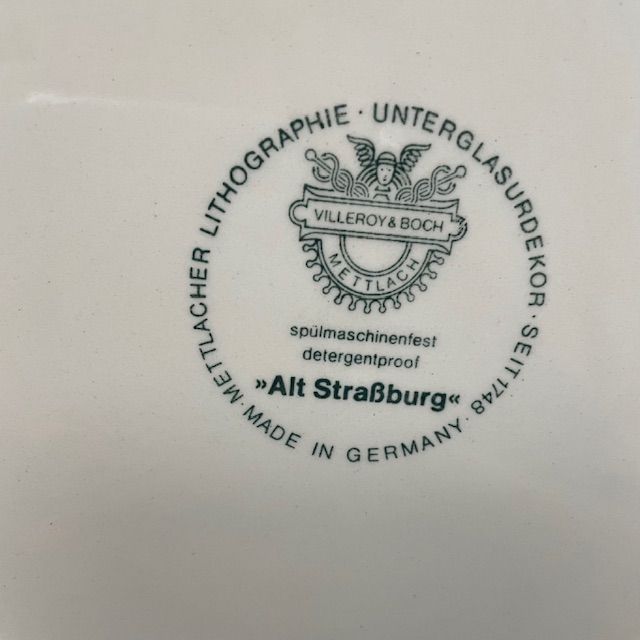 METTLACHER LITHOGRAPHIE · UNTERGLASURDEKOR · SEIT 1748 · MADE IN GERMANY ·
VILLEROY & BOCH
METTLACH
spülmaschinenfest
detergentproof
»Alt Straßburg«